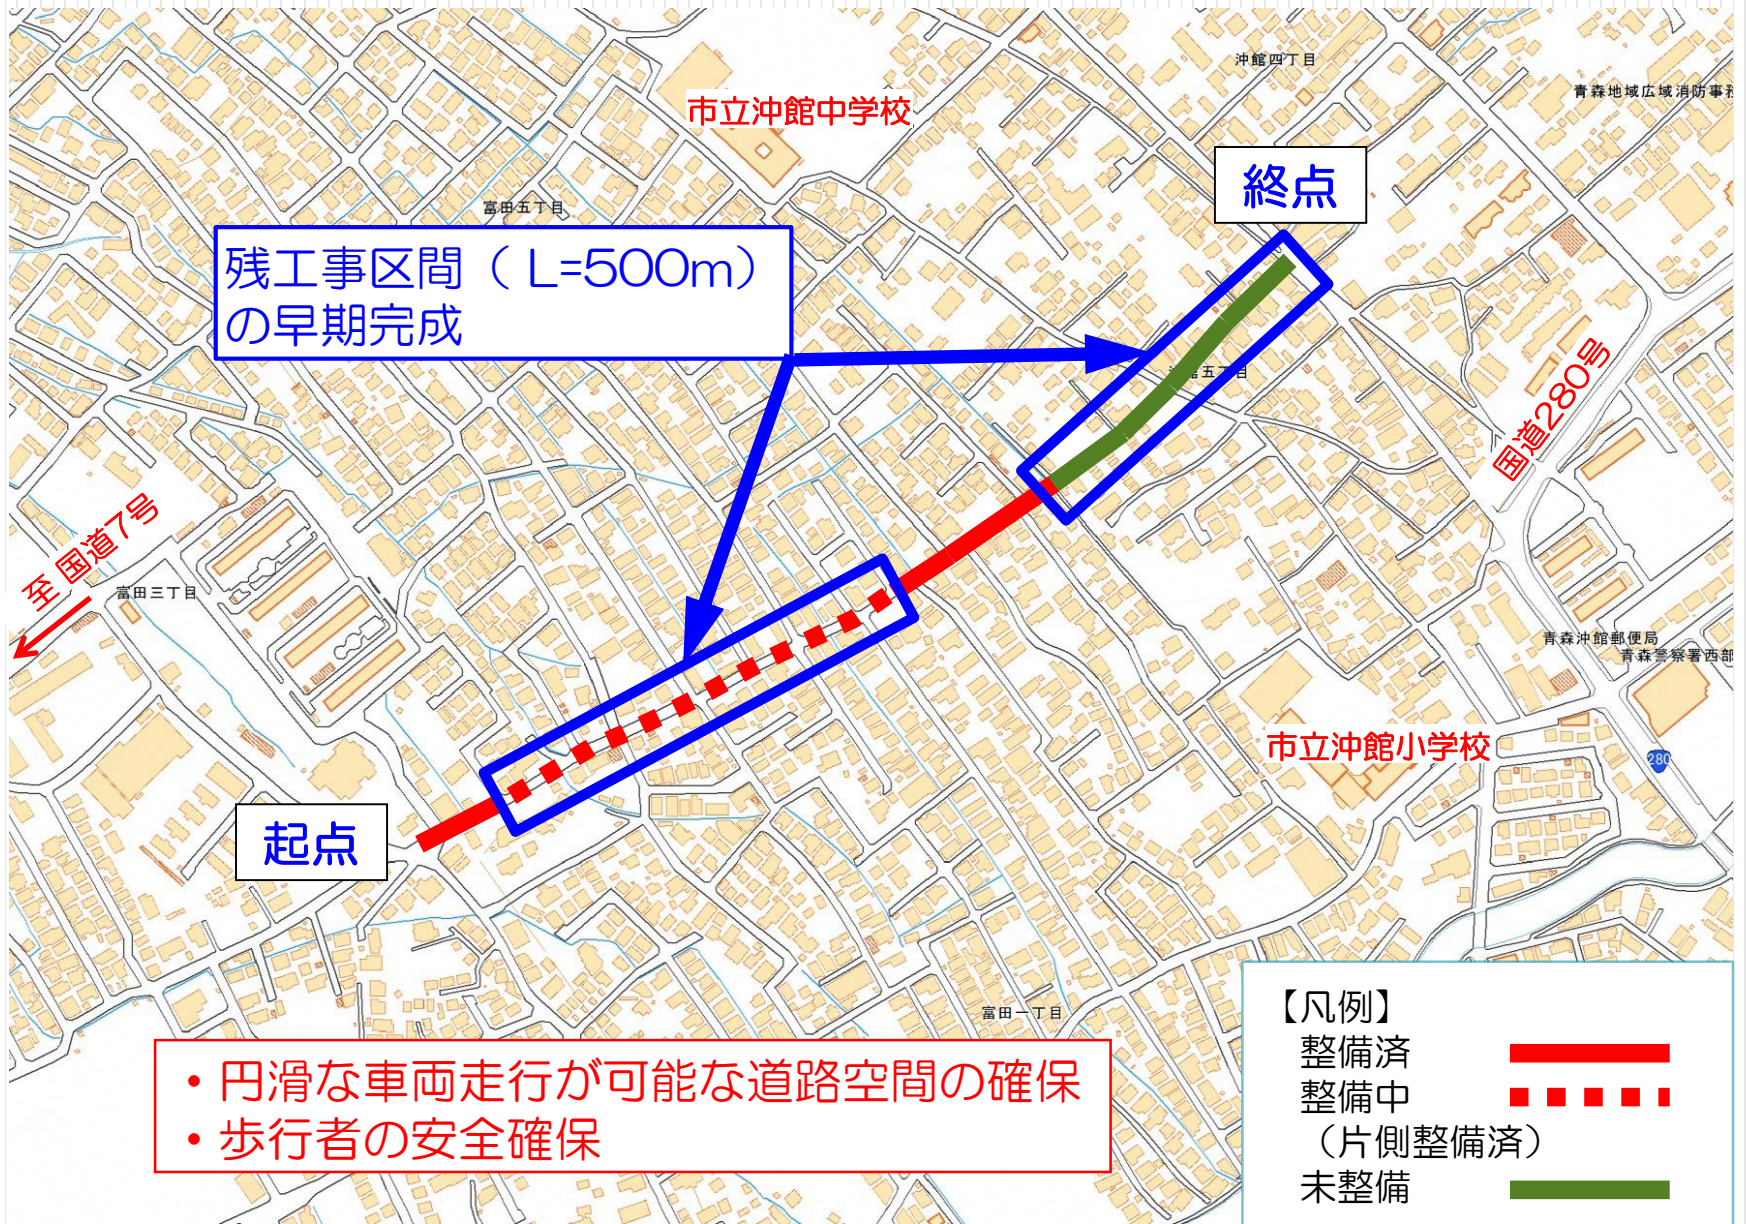 沖館四丁目
青森地域広域消防事務
市立沖館中学校
終点
富田五丁目
残工事区間（L=500m）
の早期完成
館五丁目
国道280号
至 国道7号
富田三丁目
青森沖館郵便局
青森警察署西部
市立沖館小学校
280
起点
富田一丁目
・円滑な車両走行が可能な道路空間の確保
・歩行者の安全確保
【凡例】
整備済
整備中
（片側整備済）
未整備